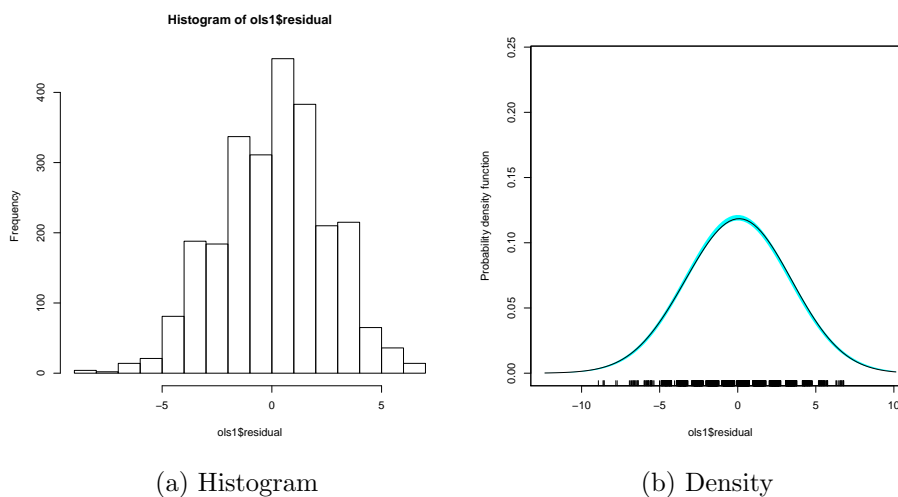 Histogram of ols1$residual
Frequency
0
100
200
300
400
−5
0
5
ols1$residual
(a) Histogram
Probability density function
0.00
0.05
0.10
0.15
0.20
0.25
−10
−5
0
5
10
ols1$residual
(b) Density